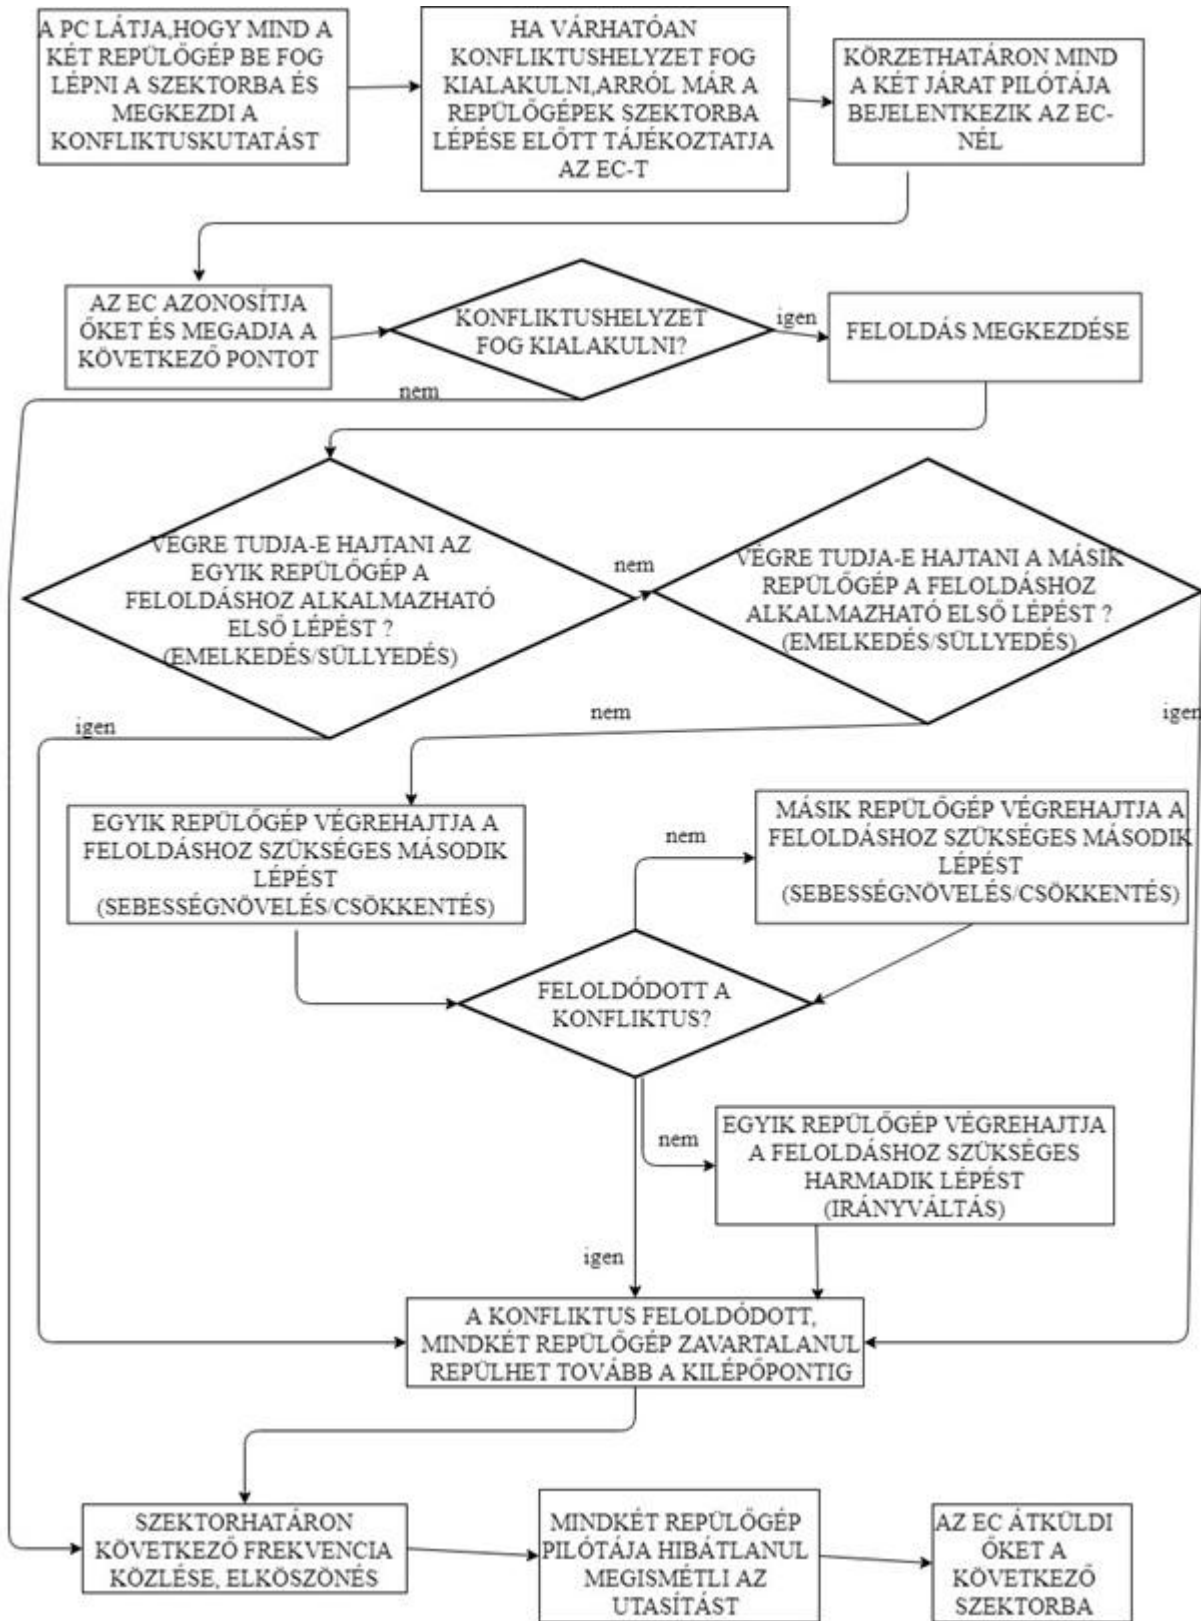 A PC LÁTJA,HOGY MIND A
KÉT REPÜLŐGÉP BE FOG
LÉPNI A SZEKTORBA ÉS
MEGKEZDI A
KONFLIKTUSKUTATÁST
HA VÁRHATÓAN
KONFLIKTUSHELYZET FOG
KIALAKULNI,ARRÓL MÁR A
REPÜLŐGÉPEK SZEKTORBA
LÉPÉSE ELŐTT TÁJÉKOZTATJA
AZ EC-T
KÖRZETHATÁRON MIND
A KÉT JÁRAT PILÓTÁJA
BEJELENTKEZIK AZ EC-
NÉL
AZ EC AZONOSÍTJA
ŐKET ÉS MEGADJA A
KÖVETKEZŐ PONTOT
KONFLIKTUSHELYZET
FOG KIALAKULNI?
igen
FELOLDÁS MEGKEZDÉSE
nem
VÉGRE TUDJA-E HAJTANI AZ
EGYIK REPÜLŐGÉP A
FELOLDÁSHOZ ALKALMAZHATÓ
ELSŐ LÉPÉST ?
(EMELKEDÉS/SÜLLYEDÉS)
nem
VÉGRE TUDJA-E HAJTANI A MÁSIK
REPÜLŐGÉP A FELOLDÁSHOZ
ALKALMAZHATÓ ELSŐ LÉPÉST ?
(EMELKEDÉS/SÜLLYEDÉS)
igen
nem
igen
EGYIK REPÜLŐGÉP VÉGREHAJTJA A
FELOLDÁSHOZ SZÜKSÉGES MÁSODIK
LÉPÉST
(SEBESSÉGNÖVELÉS/CSÖKKENTÉS)
nem
MÁSIK REPÜLŐGÉP VÉGREHAJTJA A
FELOLDÁSHOZ SZÜKSÉGES MÁSODIK
LÉPÉST
(SEBESSÉGNÖVELÉS/CSÖKKENTÉS)
FELOLDÓDOTT A
KONFLIKTUS?
nem
EGYIK REPÜLŐGÉP VÉGREHAJTJA
A FELOLDÁSHOZ SZÜKSÉGES
HARMADIK LÉPÉST
(IRÁNYVÁLTÁS)
igen
A KONFLIKTUS FELOLDÓDOTT,
MINDKÉT REPÜLŐGÉP ZAVARTALANUL
REPÜLHET TOVÁBB A KILÉPŐPONTIG
SZEKTORHATÁRON
KÖVETKEZŐ FREKVENCIA
KÖZLÉSE, ELKÖSZÖNÉS
MINDKÉT REPÜLŐGÉP
PILÓTÁJA HIBÁTLANUL
MEGISMÉTLI AZ
UTASÍTÁST
AZ EC ÁTKÜLDI
ŐKET A
KÖVETKEZŐ
SZEKTORBA